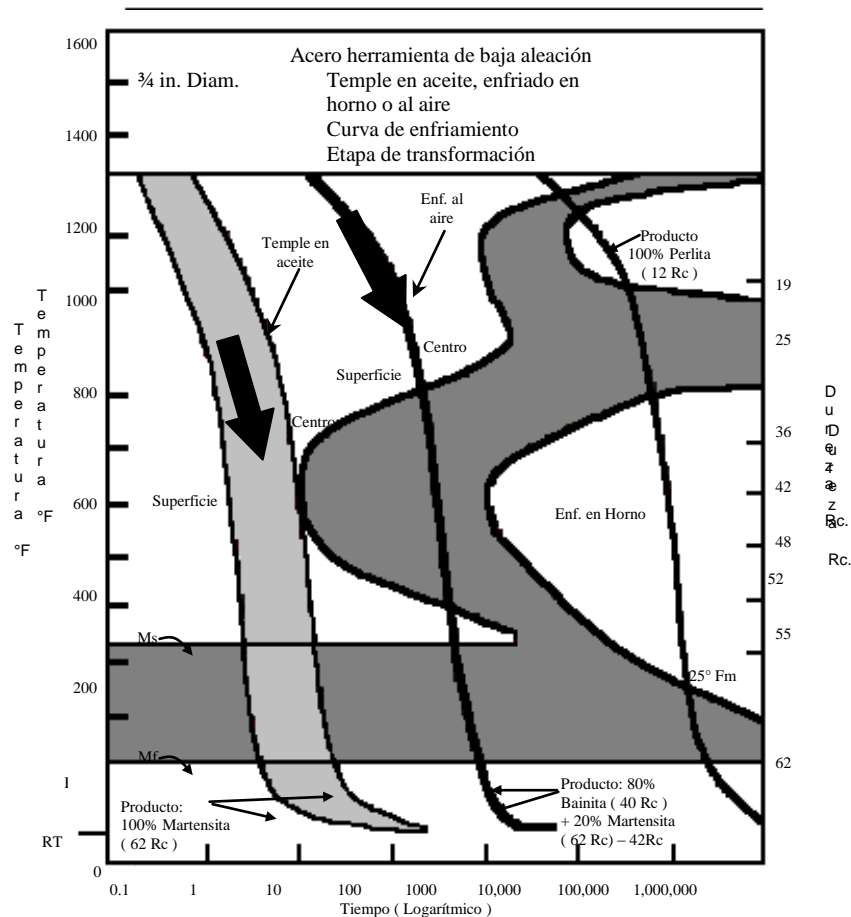 Acero herramienta de baja aleación
¾ in. Diam.
Temple en aceite, enfriado en
horno o al aire
Curva de enfriamiento
Etapa de transformación
1600
1400
1200
1000
800
600
400
200
RT
0
Temperatura °F
Temperatura °F
Temple en
aceite
Enf. al
aire
Producto
100% Perlita
( 12 Rc )
Centro
Superficie
Centro
Superficie
Enf. en Horno
Ms
Mf
25° Fm
Producto:
100% Martensita
( 62 Rc )
Producto: 80%
Bainita ( 40 Rc )
+ 20% Martensita
( 62 Rc) – 42Rc
19
25
36
42
48
52
55
62
Dureza Rc.
Dureza Rc.
0.1 1 10 100 1000 10,000 100,000 1,000,000
Tiempo ( Logarítmico )